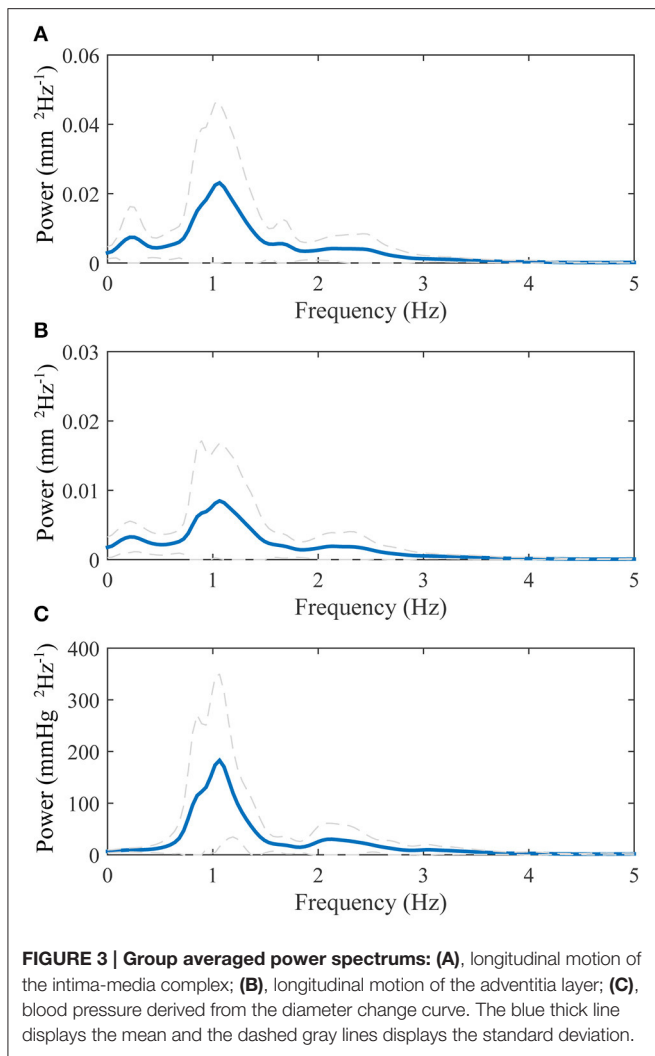 A
0.06
0.04
0.02
0
Power (mm ²Hz⁻¹)
0 1 2 3 4 5
Frequency (Hz)
B
0.03
0.02
0.01
0
Power (mm ²Hz⁻¹)
0 1 2 3 4 5
Frequency (Hz)
C
400
300
200
100
0
Power (mmHg ²Hz⁻¹)
0 1 2 3 4 5
Frequency (Hz)
FIGURE 3 | Group averaged power spectrums: (A), longitudinal motion of
the intima-media complex; (B), longitudinal motion of the adventitia layer; (C),
blood pressure derived from the diameter change curve. The blue thick line
displays the mean and the dashed gray lines displays the standard deviation.